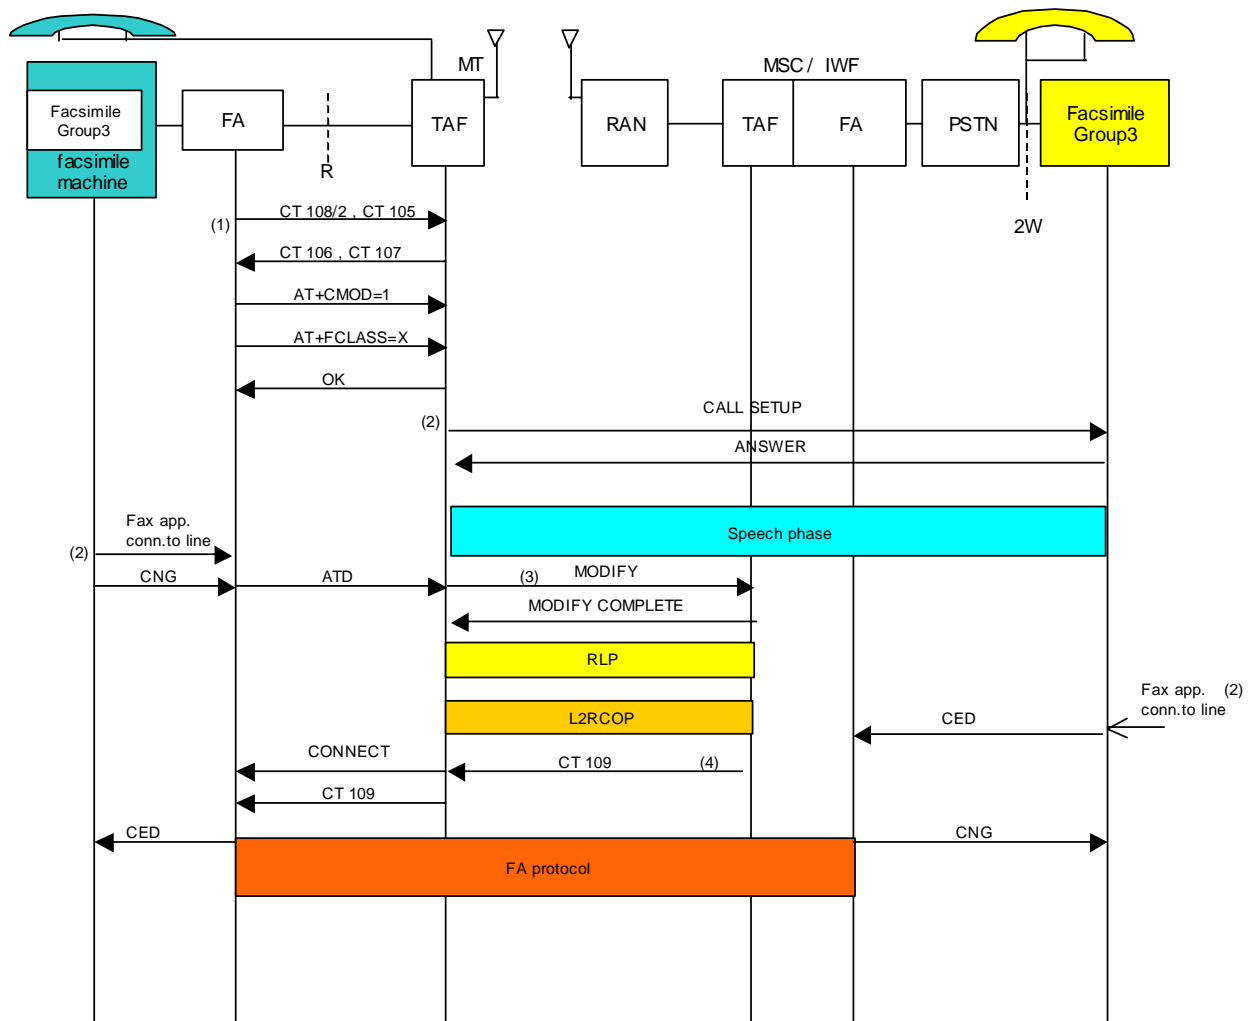 MT
MSC / IWF
Facsimile
Group3
facsimile
machine
FA
R
TAF
RAN
TAF
FA
PSTN
Facsimile
Group3
2W
(1)
CT 108/2 , CT 105
CT 106 , CT 107
AT+CMOD=1
AT+FCLASS=X
OK
(2)
CALL SETUP
ANSWER
Speech phase
(2)
Fax app.
conn.to line
CNG
ATD
(3)
MODIFY
MODIFY COMPLETE
RLP
L2RCOP
Fax app. (2)
conn.to line
CED
CONNECT
CT 109 (4)
CT 109
CED
CNG
FA protocol